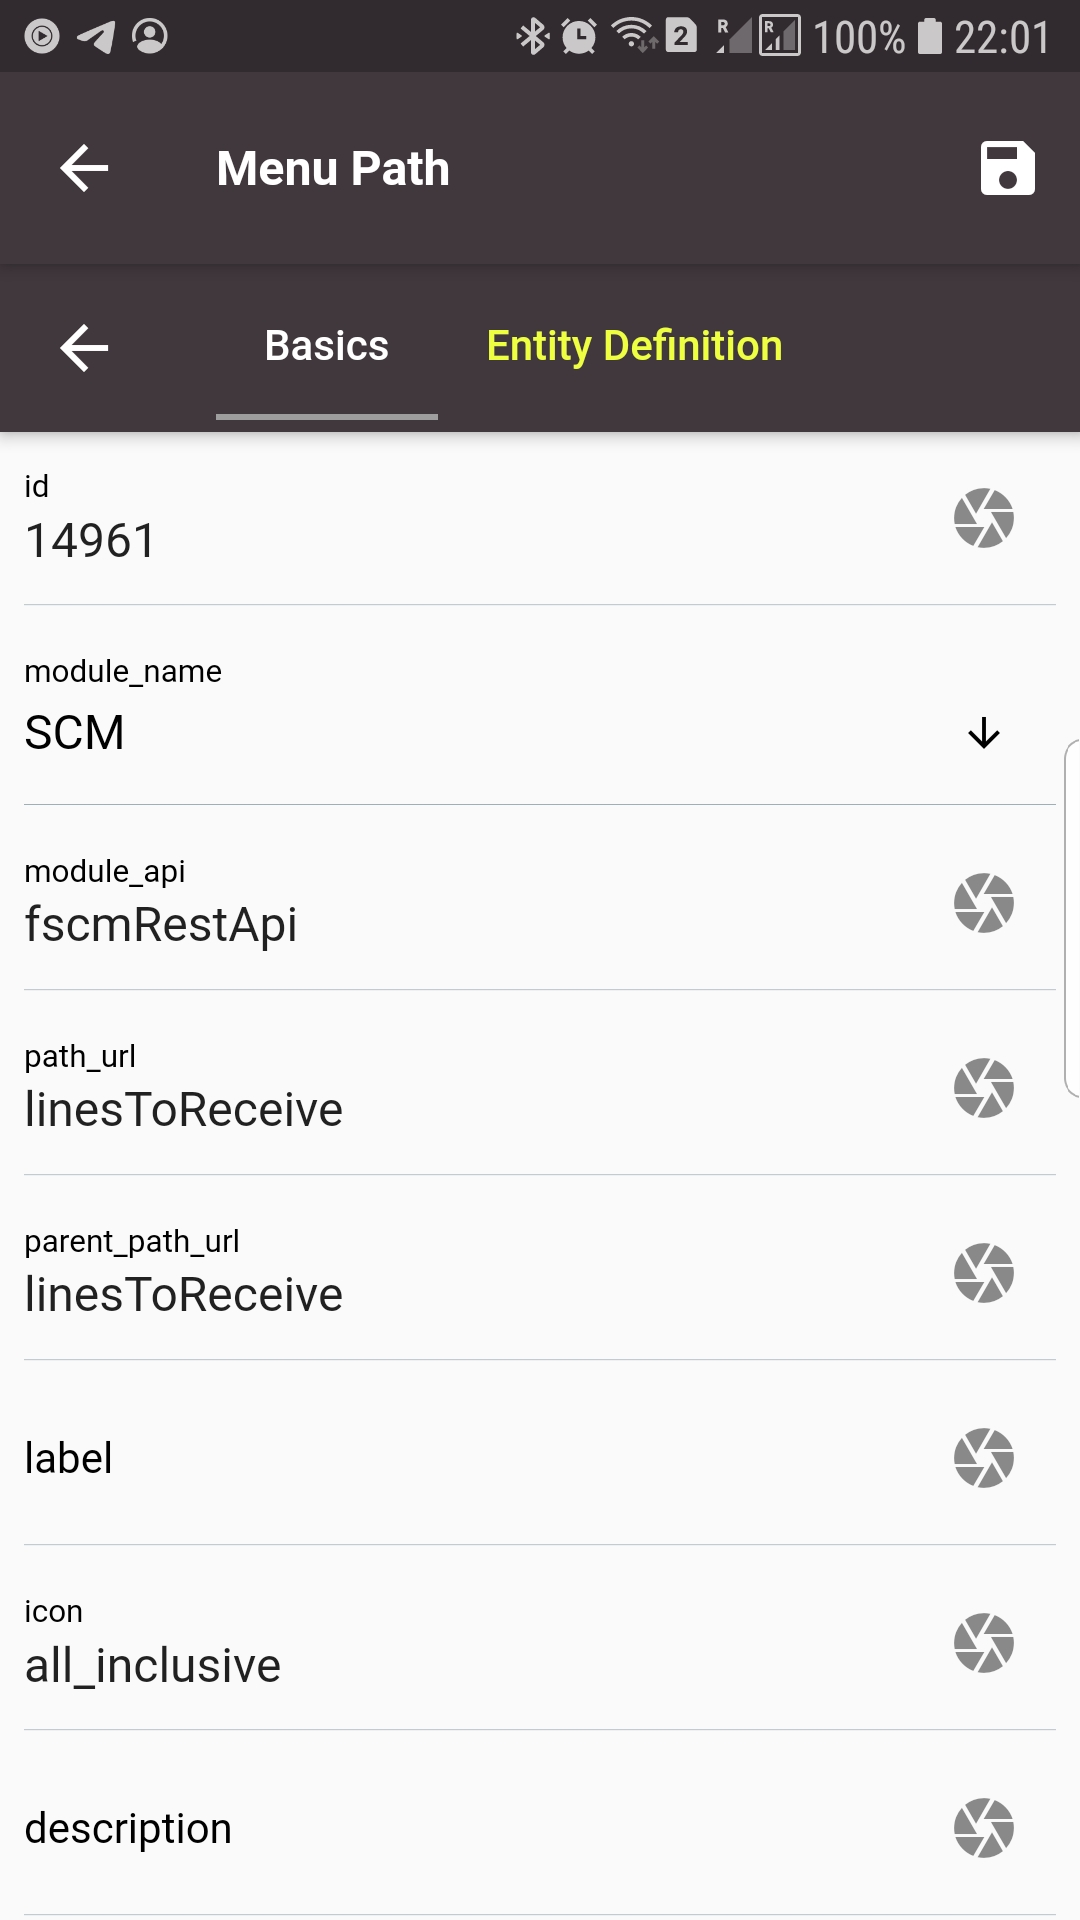 2 R R 100% 22:01
Menu Path
Basics Entity Definition
id
14961
module_name
SCM
module_api
fscmRestApi
path_url
linesToReceive
parent_path_url
linesToReceive
label
icon
all_inclusive
description